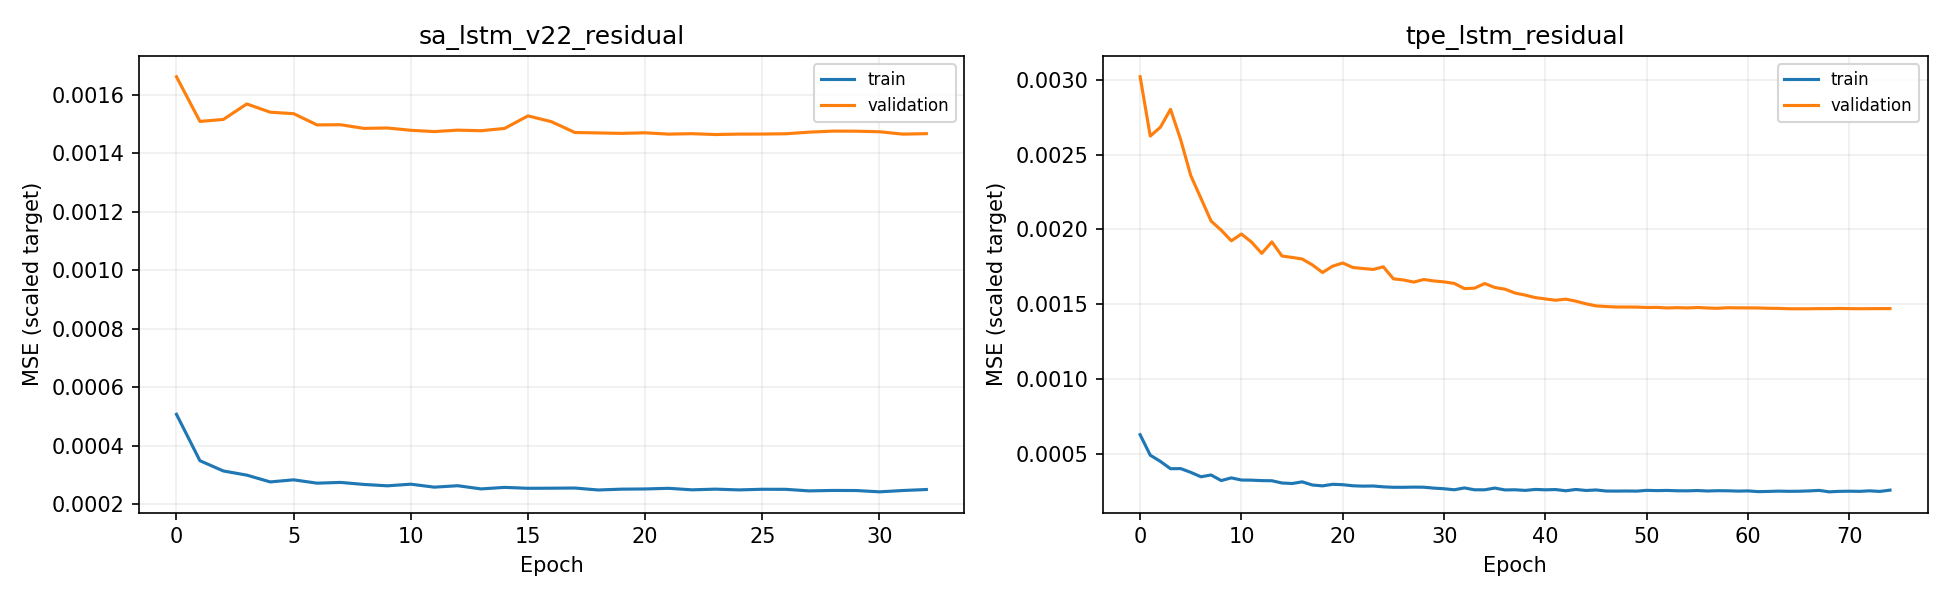 sa_lstm_v22_residual
train
validation
0.0016
0.0014
0.0012
0.0010
0.0008
0.0006
0.0004
0.0002
MSE (scaled target)
0 5 10 15 20 25 30
Epoch
tpe_lstm_residual
train
validation
0.0030
0.0025
0.0020
0.0015
0.0010
0.0005
MSE (scaled target)
0 10 20 30 40 50 60 70
Epoch